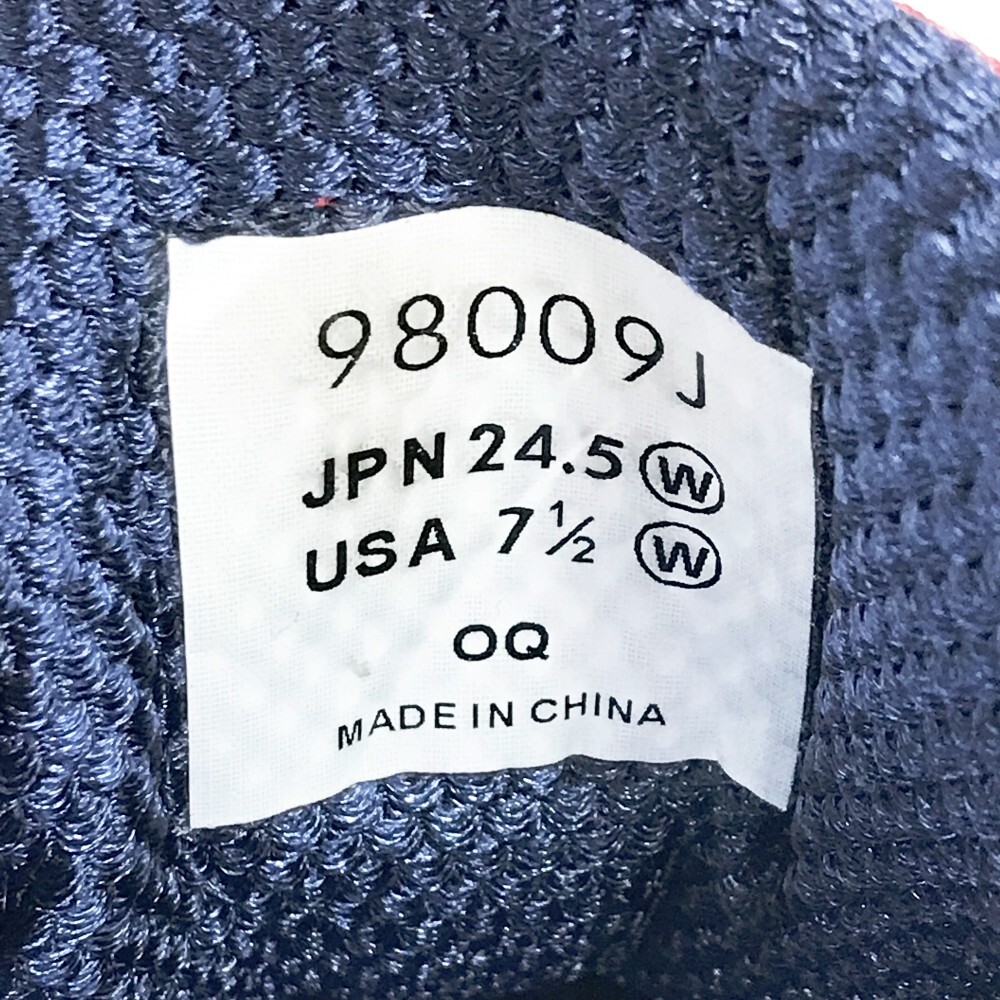 98009J
JPN 24.5 Ⓦ
USA 7½ Ⓦ
OQ
MADE IN CHINA